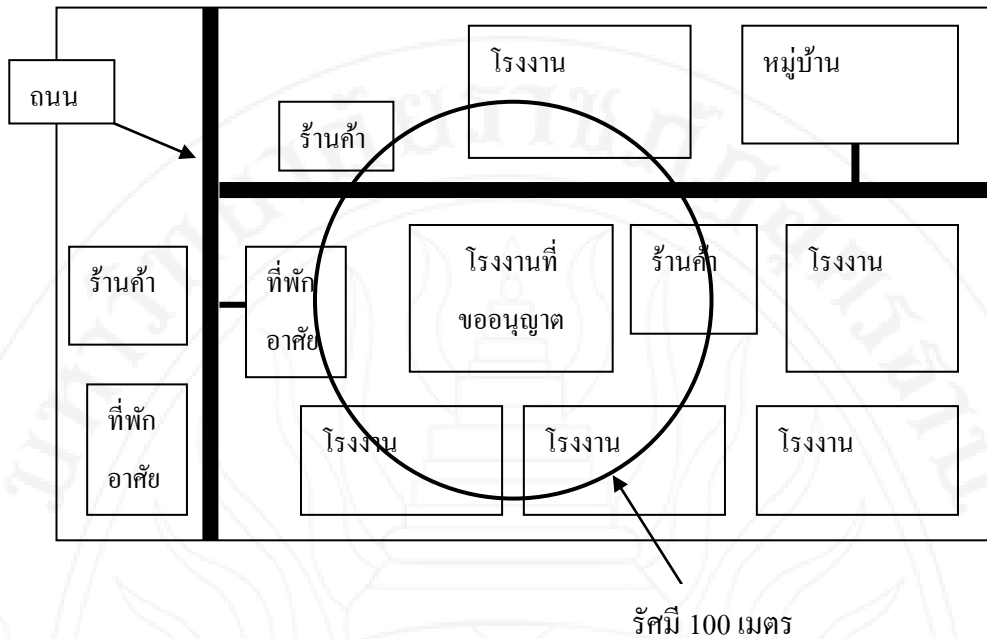 โรงงาน
หมู่บ้าน
ถนน
ร้านค้า
ร้านค้า
ที่พัก
อาศัย
โรงงานที่
ขออนุญาต
ร้านค้า
โรงงาน
ที่พัก
อาศัย
โรงงาน
โรงงาน
โรงงาน
รัศมี 100 เมตร